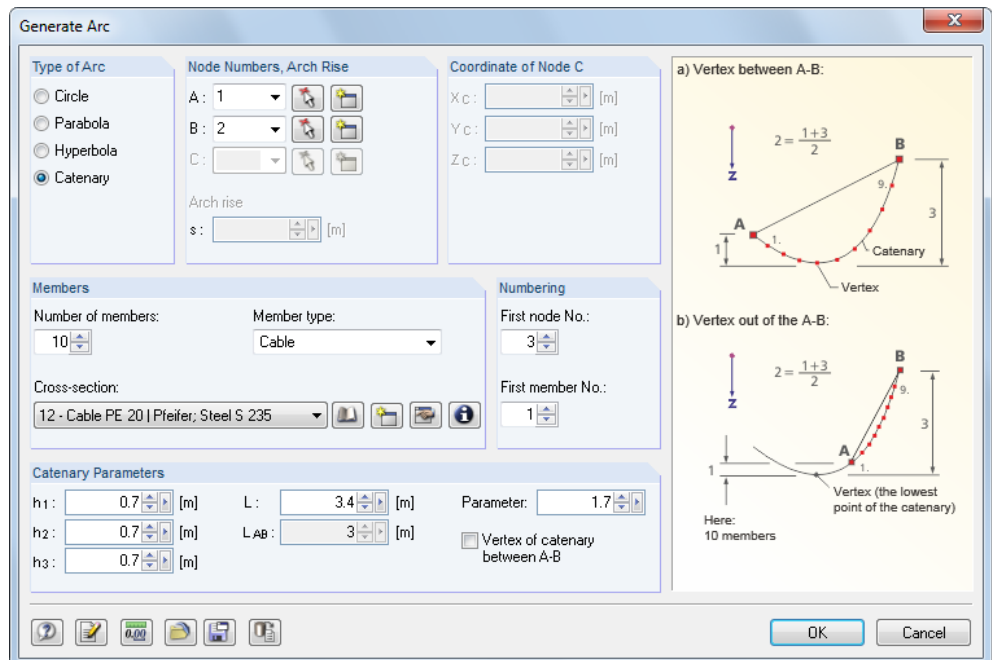 Generate Arc
Type of Arc
Circle
Parabola
Hyperbola
Catenary
Node Numbers, Arch Rise
A: 1
B: 2
C:
Arch rise
s: [m]
Coordinate of Node C
XC: [m]
YC: [m]
ZC: [m]
Members
Number of members:
10
Member type:
Cable
Cross-section:
12 - Cable PE 20 | Pfeifer; Steel S 235
Numbering
First node No.:
3
First member No.:
1
Catenary Parameters
h1: 0.7 [m]
h2: 0.7 [m]
h3: 0.7 [m]
L: 3.4 [m]
LAB: 3 [m]
Parameter: 1.7
Vertex of catenary
between A-B
a) Vertex between A-B:
2 = 1+3/2
z
B
9.
3
A
1.
1
Catenary
Vertex
b) Vertex out of the A-B:
2 = 1+3/2
z
B
9.
3
A
1.
1
Vertex (the lowest
point of the catenary)
Here:
10 members
0.00
OK
Cancel